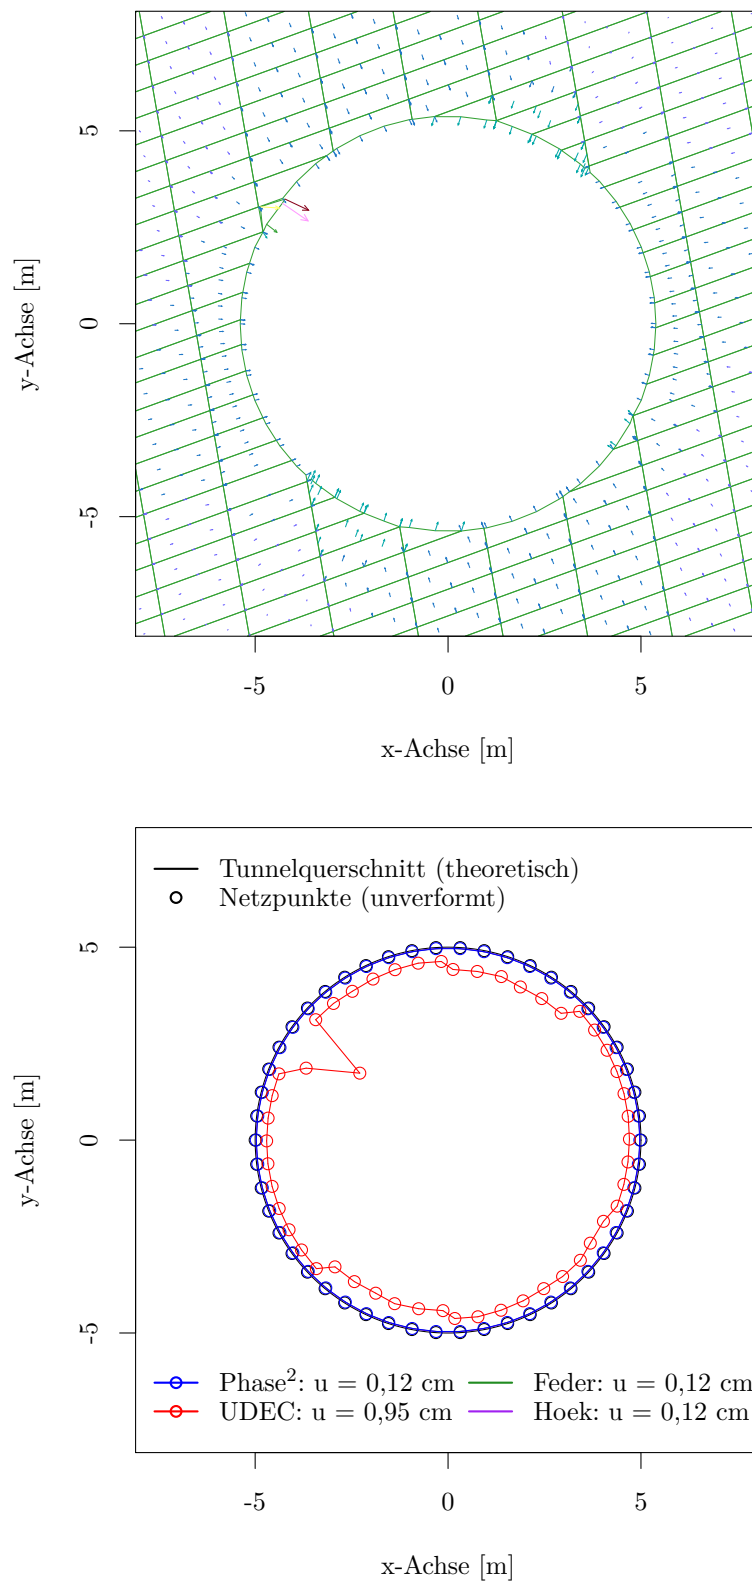 5
0
-5
y-Achse [m]
-5 0 5
x-Achse [m]
Tunnelquerschnitt (theoretisch)
Netzpunkte (unverformt)
5
0
-5
y-Achse [m]
Phase²: u = 0,12 cm Feder: u = 0,12 cm
UDEC: u = 0,95 cm Hoek: u = 0,12 cm
-5 0 5
x-Achse [m]